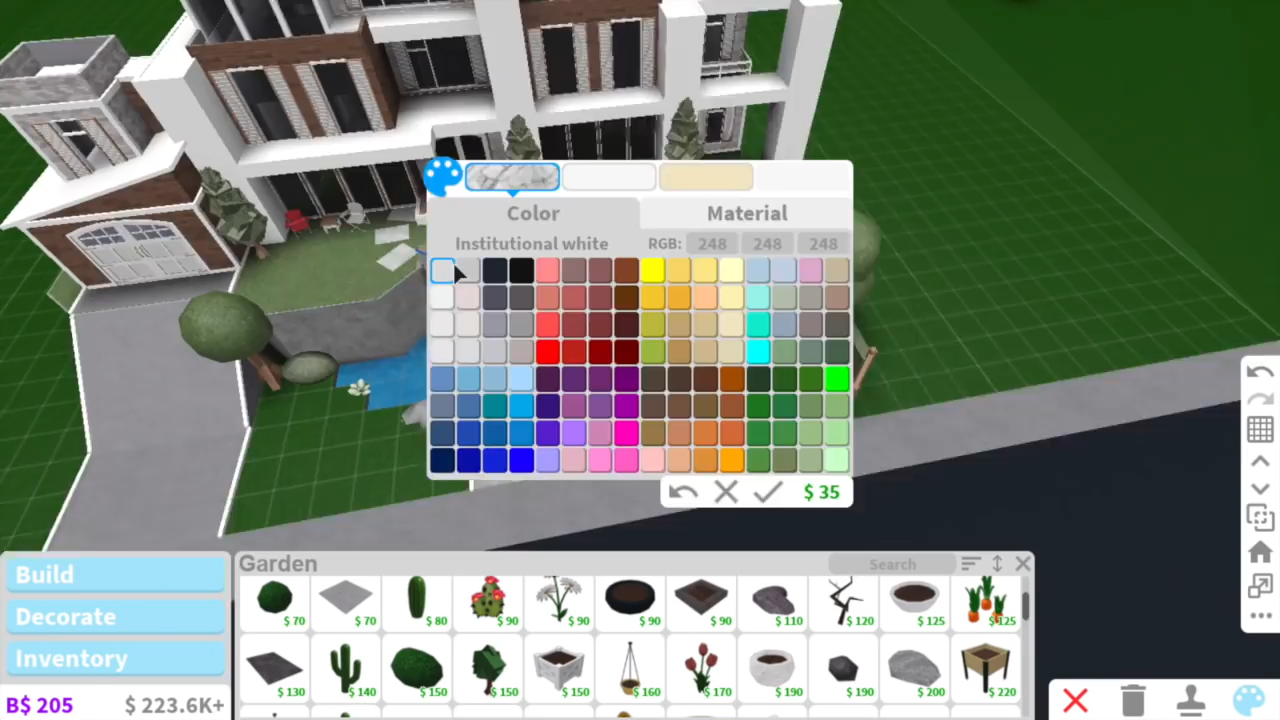 Color
Material
Institutional white
RGB: 248 248 248
$ 35
Build
Decorate
Inventory
B$ 205
$ 223.6K+
Garden
Search
$ 70
$ 70
$ 80
$ 90
$ 90
$ 90
$ 90
$ 110
$ 120
$ 125
$ 125
$ 130
$ 140
$ 150
$ 150
$ 150
$ 160
$ 170
$ 190
$ 190
$ 200
$ 220